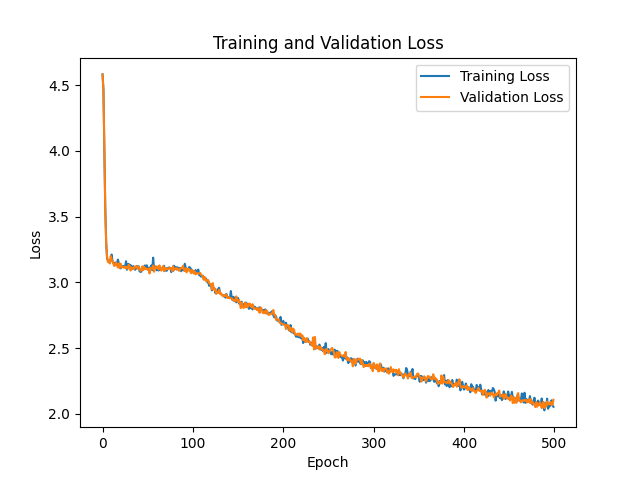 Training and Validation Loss
Training Loss
Validation Loss
4.5
4.0
3.5
3.0
2.5
2.0
Loss
0 100 200 300 400 500
Epoch